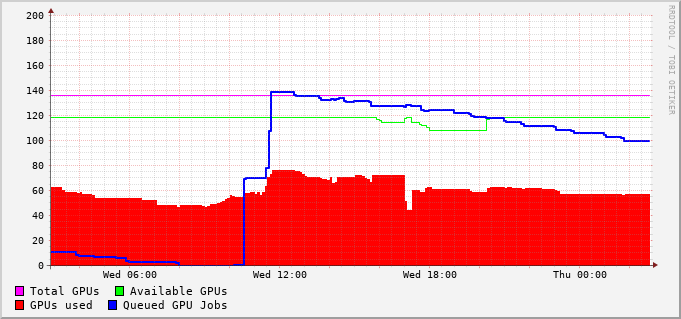 200
180
160
140
120
100
80
60
40
20
0
Wed 06:00 Wed 12:00 Wed 18:00 Thu 00:00
Total GPUs Available GPUs
GPUs used Queued GPU Jobs
RRDTOOL / TOBI OETIKER